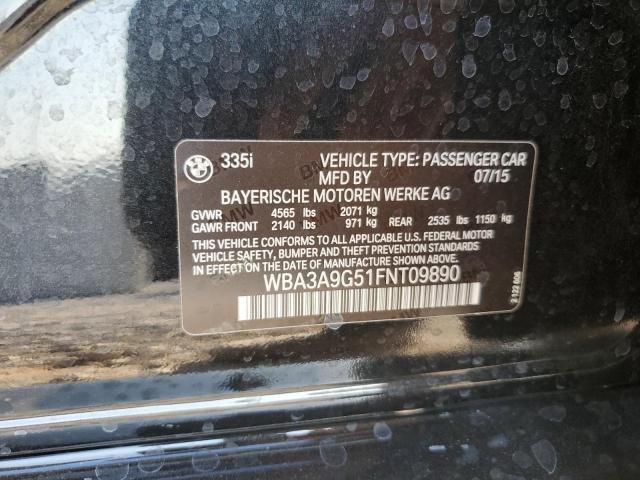 335i VEHICLE TYPE: PASSENGER CAR
MFD BY 07/15
BAYERISCHE MOTOREN WERKE AG
GVWR 4565 lbs 2071 kg
GAWR FRONT 2140 lbs 971 kg REAR 2535 lbs 1150 kg
THIS VEHICLE CONFORMS TO ALL APPLICABLE U.S. FEDERAL MOTOR
VEHICLE SAFETY, BUMPER AND THEFT PREVENTION STANDARDS
IN EFFECT ON THE DATE OF MANUFACTURE SHOWN ABOVE.
WBA3A9G51FNT09890